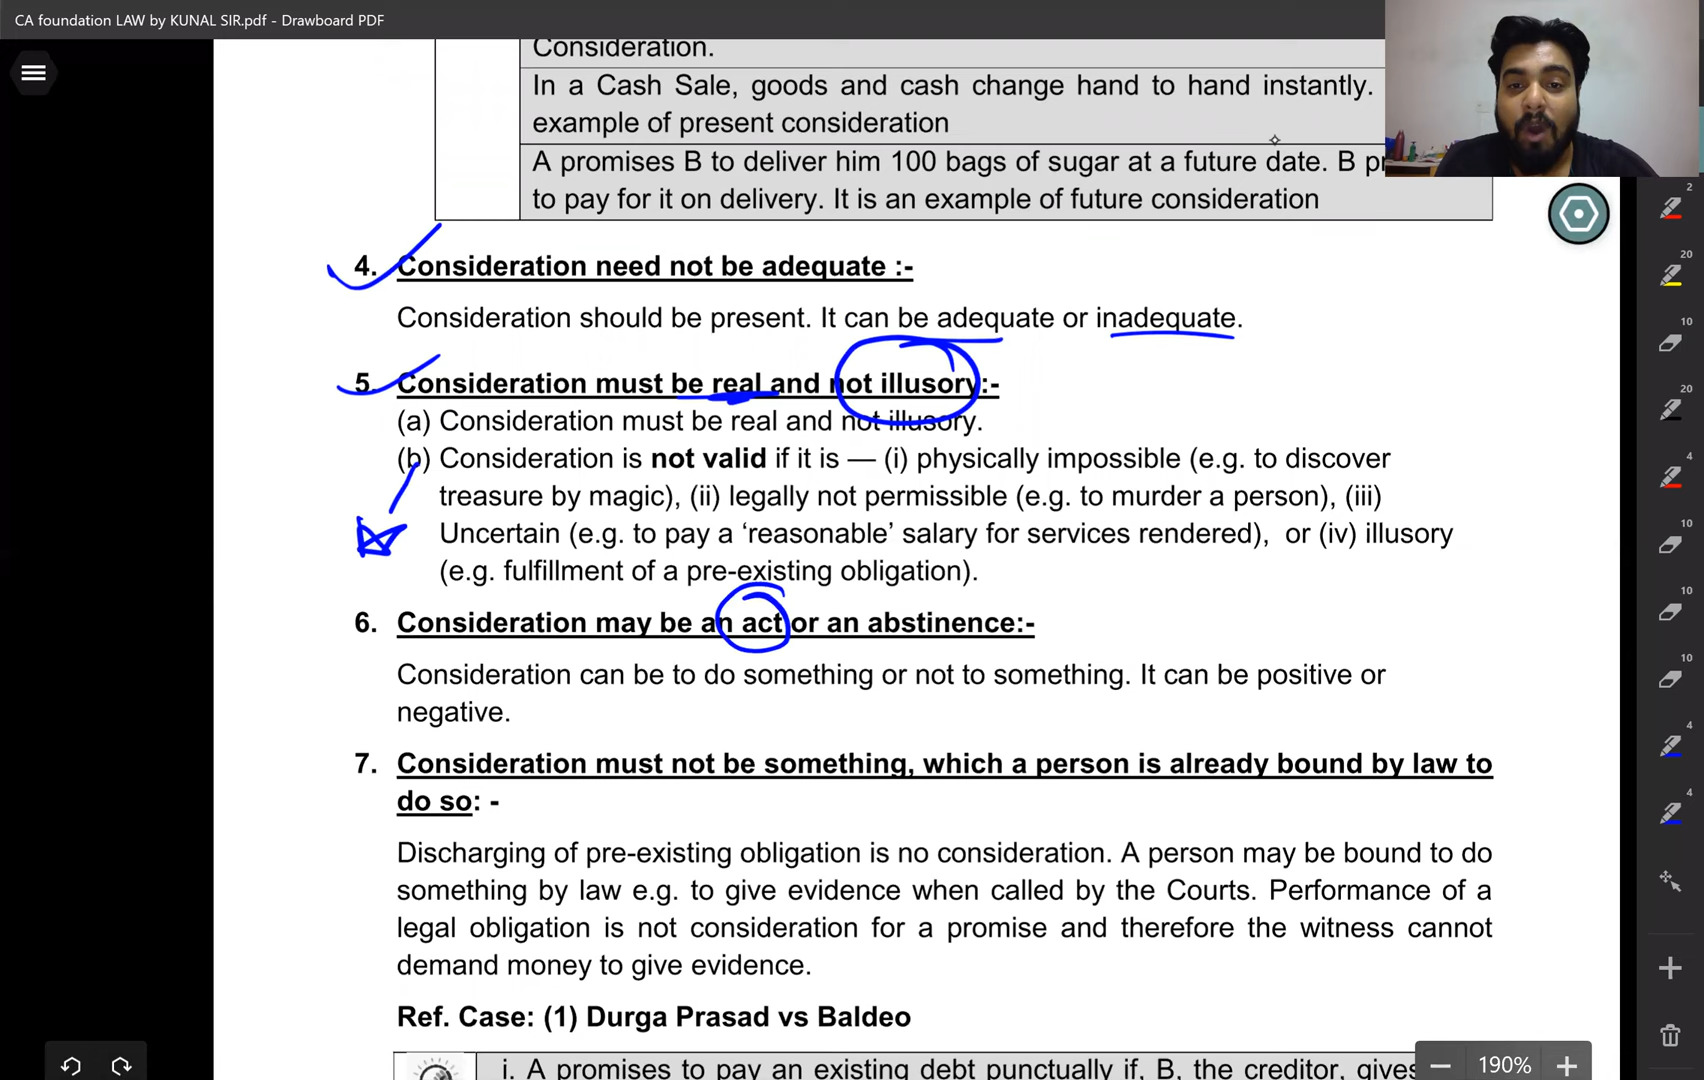 CA foundation LAW by KUNAL SIR.pdf - Drawboard PDF
Consideration.
In a Cash Sale, goods and cash change hand to hand instantly.
example of present consideration
A promises B to deliver him 100 bags of sugar at a future date. B
to pay for it on delivery. It is an example of future consideration
4. Consideration need not be adequate :-
Consideration should be present. It can be adequate or inadequate.
5. Consideration must be real and not illusory:-
(a) Consideration must be real and not illusory.
(b) Consideration is not valid if it is — (i) physically impossible (e.g. to discover
treasure by magic), (ii) legally not permissible (e.g. to murder a person), (iii)
Uncertain (e.g. to pay a ‘reasonable’ salary for services rendered), or (iv) illusory
(e.g. fulfillment of a pre-existing obligation).
6. Consideration may be an act or an abstinence:-
Consideration can be to do something or not to something. It can be positive or
negative.
7. Consideration must not be something, which a person is already bound by law to
do so: -
Discharging of pre-existing obligation is no consideration. A person may be bound to do
something by law e.g. to give evidence when called by the Courts. Performance of a
legal obligation is not consideration for a promise and therefore the witness cannot
demand money to give evidence.
Ref. Case: (1) Durga Prasad vs Baldeo
i. A promises to pay an existing debt punctually if, B, the creditor, gives
2
20
10
20
4
10
10
10
4
4
190%